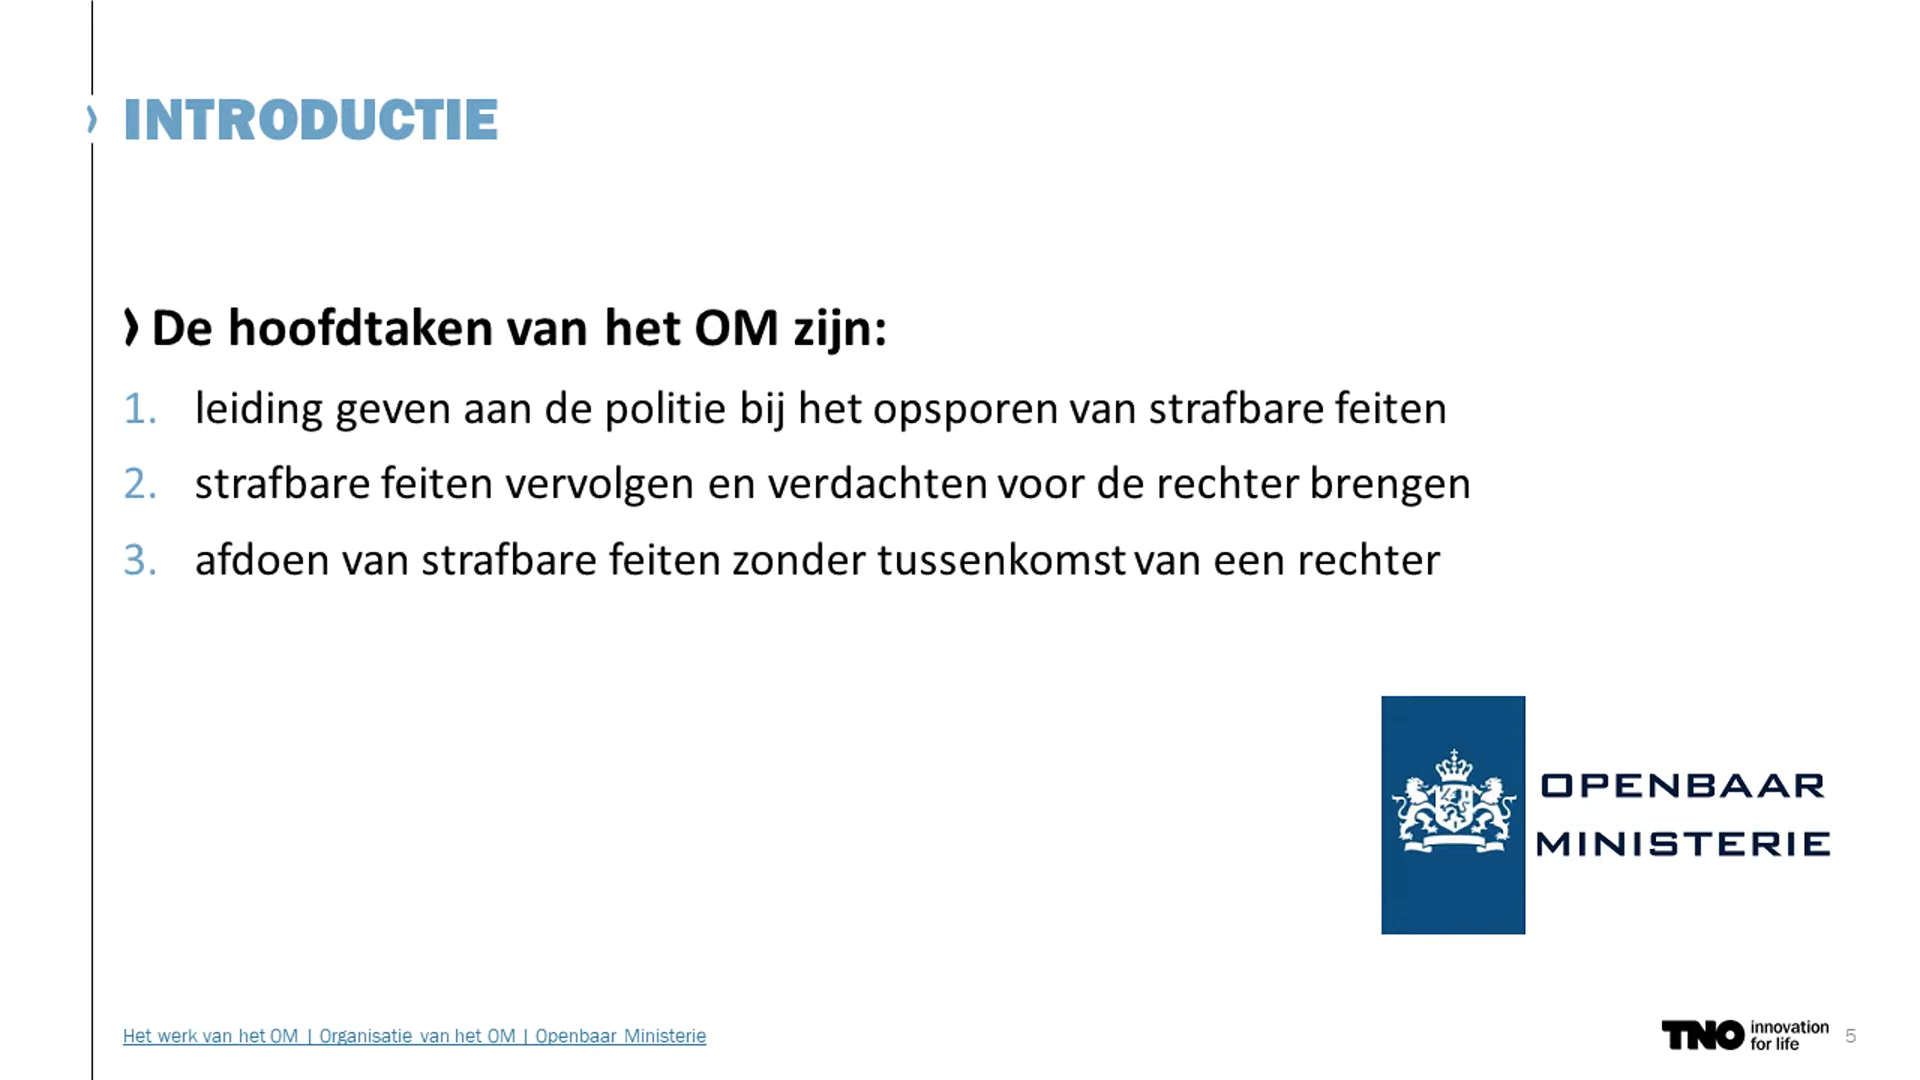 INTRODUCTIE
De hoofdtaken van het OM zijn:
1. leiding geven aan de politie bij het opsporen van strafbare feiten
2. strafbare feiten vervolgen en verdachten voor de rechter brengen
3. afdoen van strafbare feiten zonder tussenkomst van een rechter
OPENBAAR
MINISTERIE
Het werk van het OM | Organisatie van het OM | Openbaar Ministerie
TNO innovation
for life
5